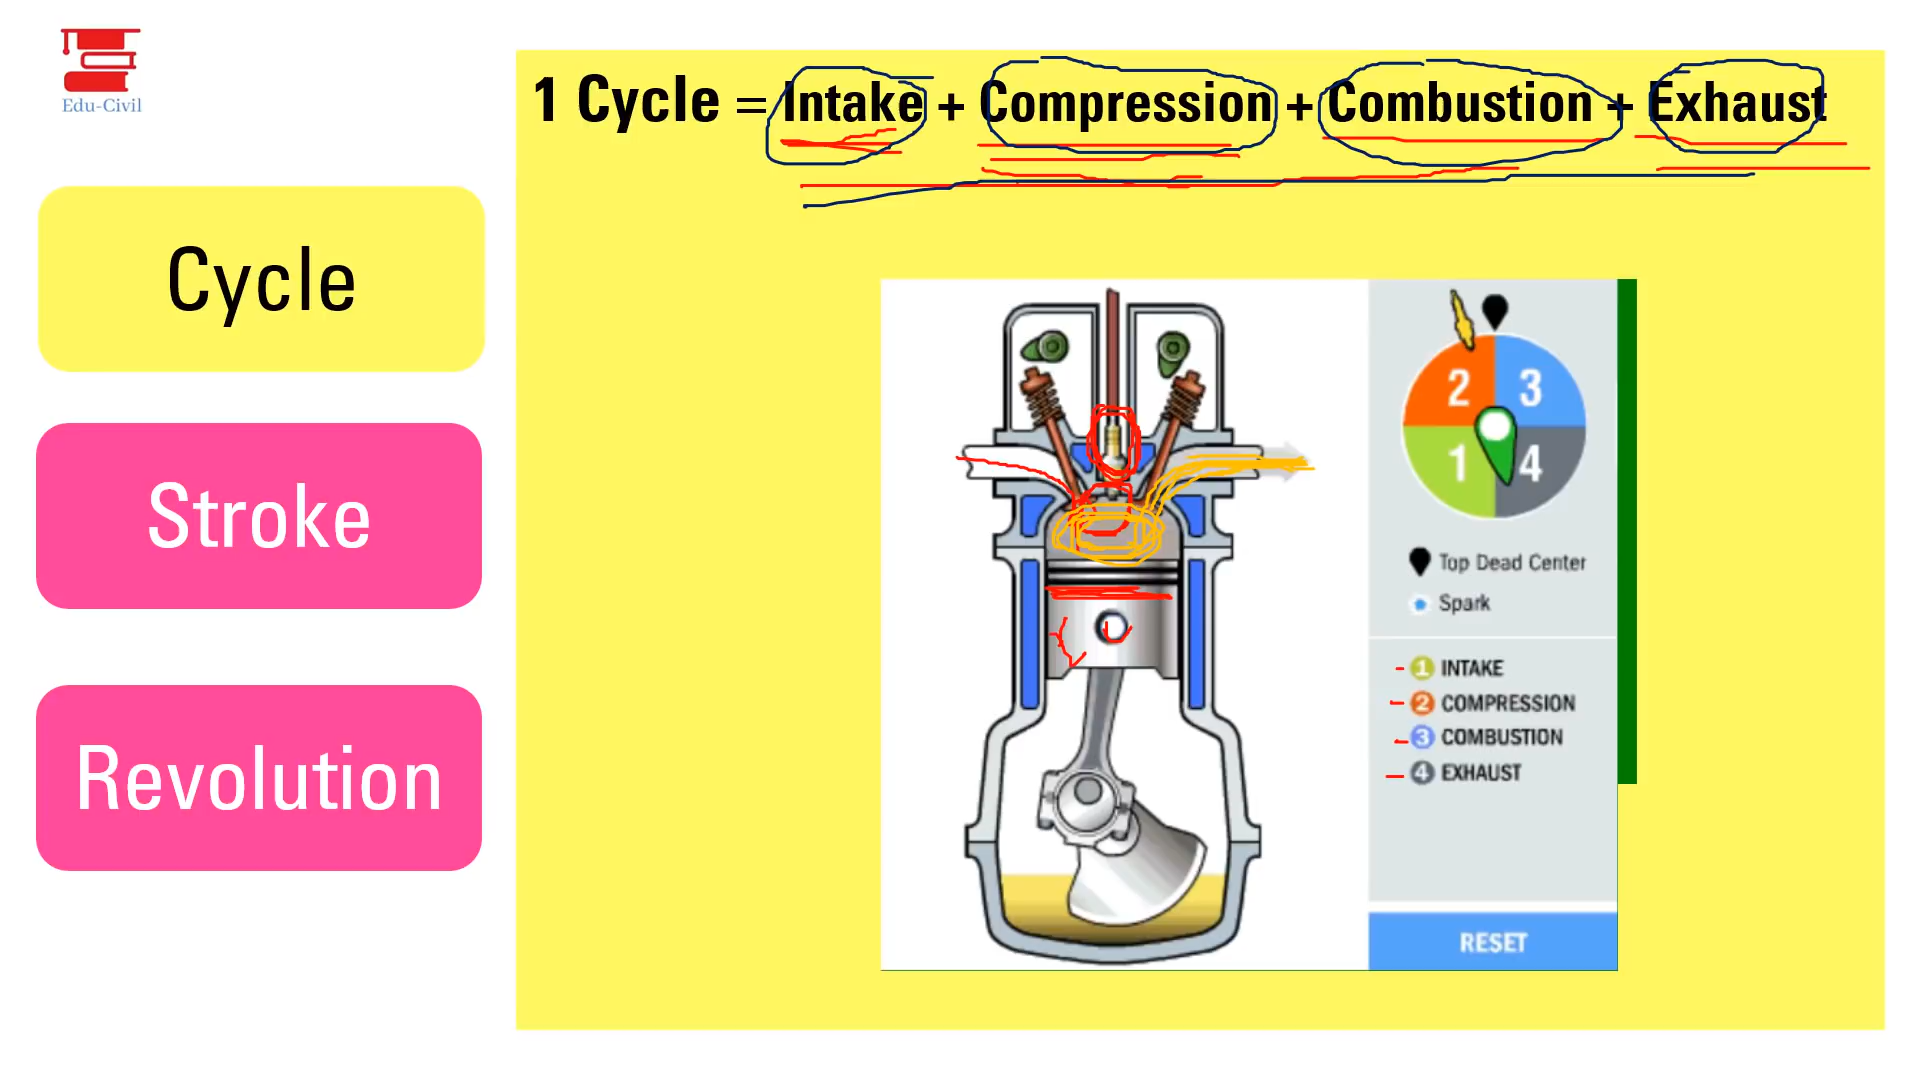 Edu-Civil
1 Cycle = Intake + Compression + Combustion + Exhaust
Cycle
Stroke
Revolution
2 3
1 4
Top Dead Center
Spark
1 INTAKE
2 COMPRESSION
3 COMBUSTION
4 EXHAUST
RESET